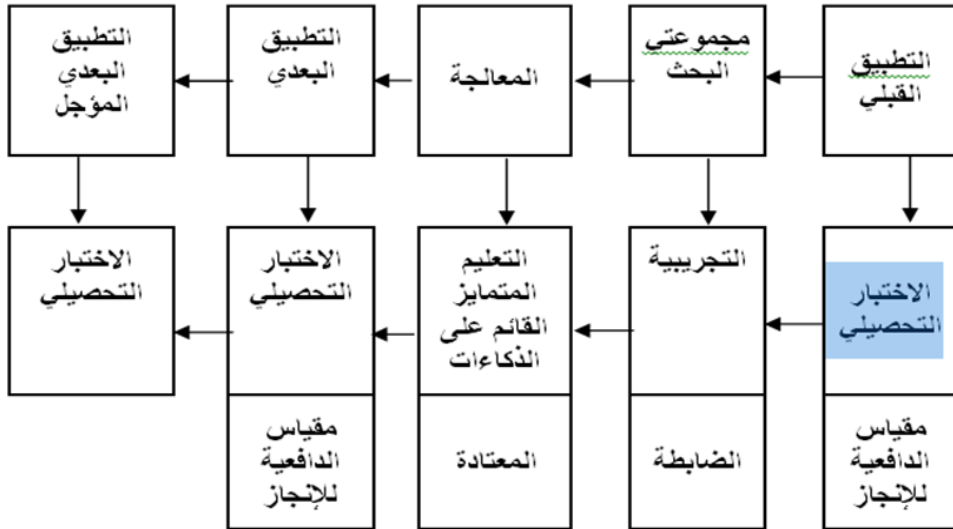 التطبيق
القبلي
مجموعتي
البحث
المعالجة
التطبيق
البعدي
التطبيق
البعدي
المؤجل
الاختبار
التحصيلي
التجريبية
التعليم
المتمايز
القائم على
الذكاءات
الاختبار
التحصيلي
الاختبار
التحصيلي
مقياس
الدافعية
للإنجاز
الضابطة
المعتادة
مقياس
الدافعية
للإنجاز